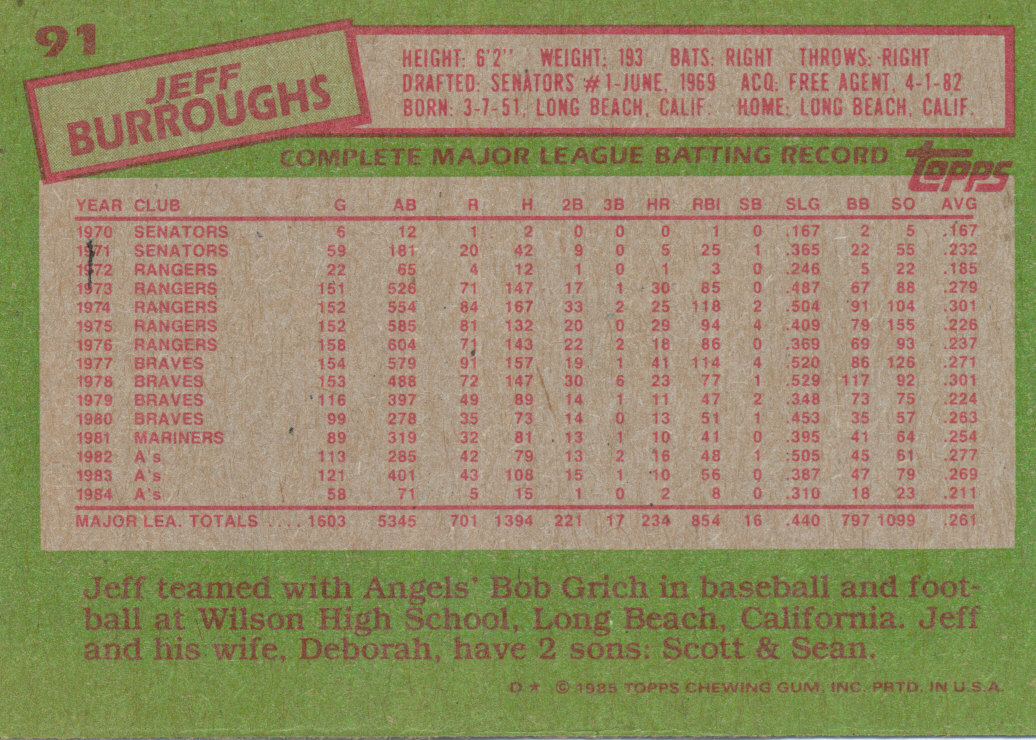 91
JEFF
BURROUGHS
HEIGHT: 6'2'' WEIGHT: 193 BATS: RIGHT THROWS: RIGHT
DRAFTED: SENATORS #1-JUNE, 1969 ACQ: FREE AGENT, 4-1-82
BORN: 3-7-51, LONG BEACH, CALIF. HOME: LONG BEACH, CALIF.
COMPLETE MAJOR LEAGUE BATTING RECORD
Topps
YEAR CLUB G AB R H 2B 3B HR RBI SB SLG BB SO AVG
1970 SENATORS 6 12 1 2 0 0 0 1 0 .167 2 5 .167
1971 SENATORS 59 181 20 42 9 0 5 25 1 .365 22 55 .232
1972 RANGERS 22 65 4 12 1 0 1 3 0 .246 5 22 .185
1973 RANGERS 151 526 71 147 17 1 30 85 0 .487 67 88 .279
1974 RANGERS 152 554 84 167 33 2 25 118 2 .504 91 104 .301
1975 RANGERS 152 585 81 132 20 0 29 94 4 .409 79 155 .226
1976 RANGERS 158 604 71 143 22 2 18 86 0 .369 69 93 .237
1977 BRAVES 154 579 91 157 19 1 41 114 4 .520 86 126 .271
1978 BRAVES 153 488 72 147 30 6 23 77 1 .529 117 92 .301
1979 BRAVES 116 397 49 89 14 1 11 47 2 .348 73 75 .224
1980 BRAVES 99 278 35 73 14 0 13 51 1 .453 35 57 .263
1981 MARINERS 89 319 32 81 13 1 10 41 0 .395 41 64 .254
1982 A's 113 285 42 79 13 2 16 48 1 .505 45 61 .277
1983 A's 121 401 43 108 15 1 10 56 0 .387 47 79 .269
1984 A's 58 71 5 15 1 0 2 8 0 .310 18 23 .211
MAJOR LEA. TOTALS .... 1603 5345 701 1394 221 17 234 854 16 .440 797 1099 .261
Jeff teamed with Angels' Bob Grich in baseball and foot-
ball at Wilson High School, Long Beach, California. Jeff
and his wife, Deborah, have 2 sons: Scott & Sean.
D * © 1985 TOPPS CHEWING GUM, INC. PRTD. IN U.S.A.